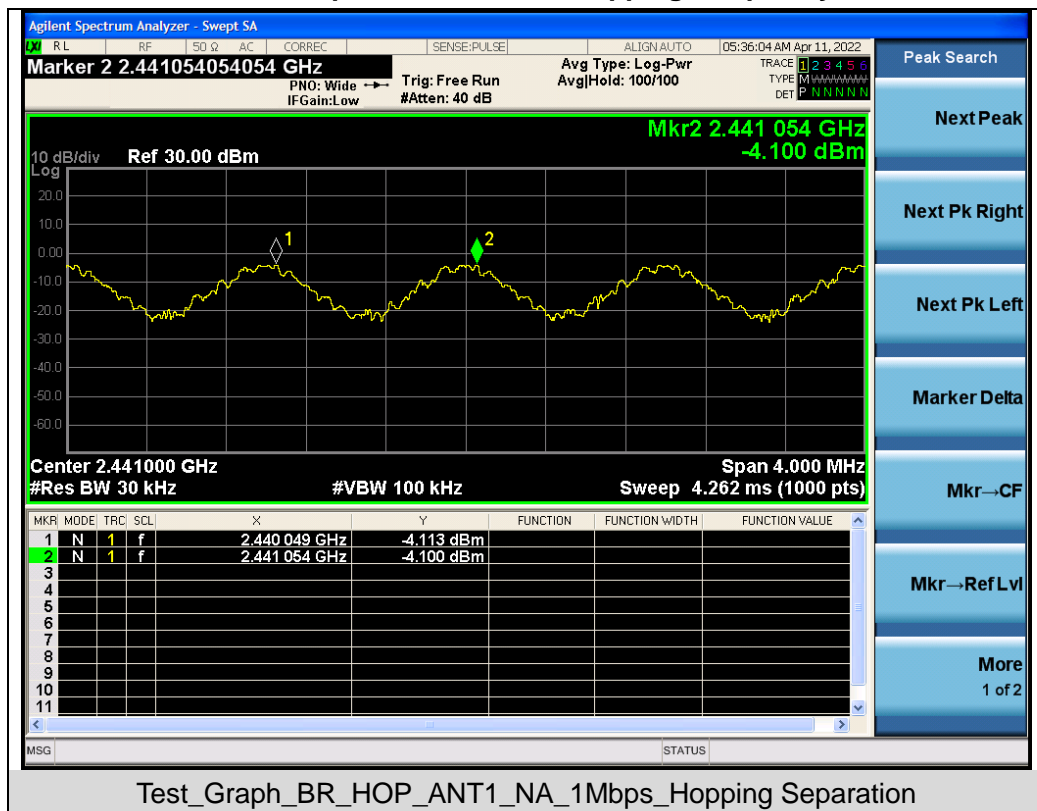 Agilent Spectrum Analyzer - Swept SA
LXI RL RF 50 Ω AC CORREC SENSE:PULSE ALIGN AUTO 05:36:04 AM Apr 11, 2022
Marker 2 2.441054054054 GHz
PNO: Wide
IFGain:Low
Trig: Free Run
#Atten: 40 dB
Avg Type: Log-Pwr
Avg|Hold: 100/100
TRACE 1 2 3 4 5 6
TYPE M W W W W W
DET P N N N N N
Mkr2 2.441 054 GHz
-4.100 dBm
10 dB/div Ref 30.00 dBm
Log
20.0
10.0
0.00
-10.0
-20.0
-30.0
-40.0
-50.0
-60.0
1
2
Center 2.441000 GHz Span 4.000 MHz
#Res BW 30 kHz #VBW 100 kHz Sweep 4.262 ms (1000 pts)
MKR MODE TRC SCL X Y FUNCTION FUNCTION WIDTH FUNCTION VALUE
1 N 1 f 2.440 049 GHz -4.113 dBm
2 N 1 f 2.441 054 GHz -4.100 dBm
3
4
5
6
7
8
9
10
11
MSG STATUS
Peak Search
Next Peak
Next Pk Right
Next Pk Left
Marker Delta
Mkr→CF
Mkr→Ref Lvl
More
1 of 2
Test_Graph_BR_HOP_ANT1_NA_1Mbps_Hopping Separation